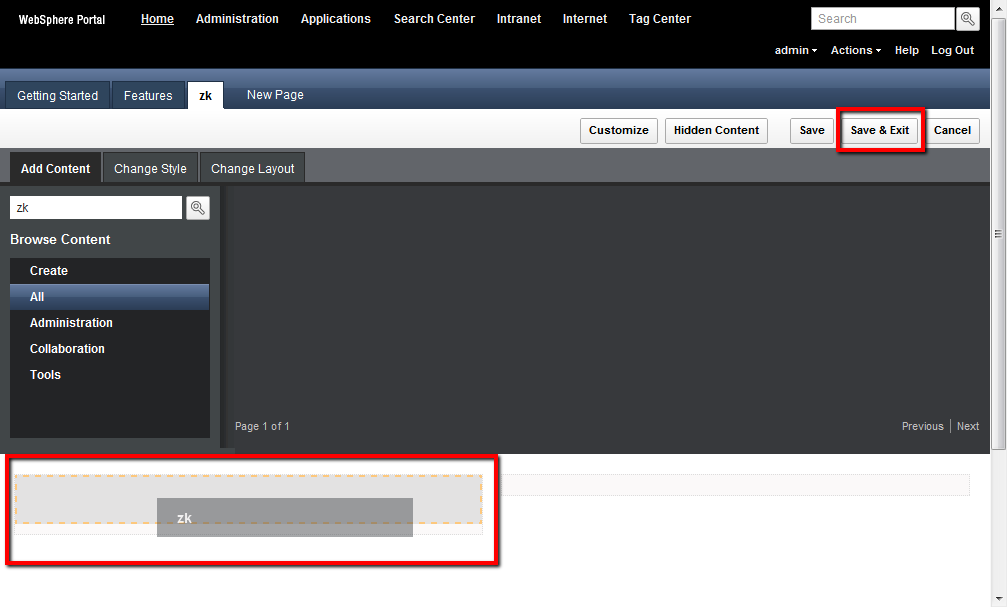 WebSphere Portal Home Administration Applications Search Center Intranet Internet Tag Center Search
admin Actions Help Log Out
Getting Started Features zk New Page
Customize Hidden Content Save Save & Exit Cancel
Add Content Change Style Change Layout
zk
Browse Content
Create
All
Administration
Collaboration
Tools
Page 1 of 1 Previous Next
zk